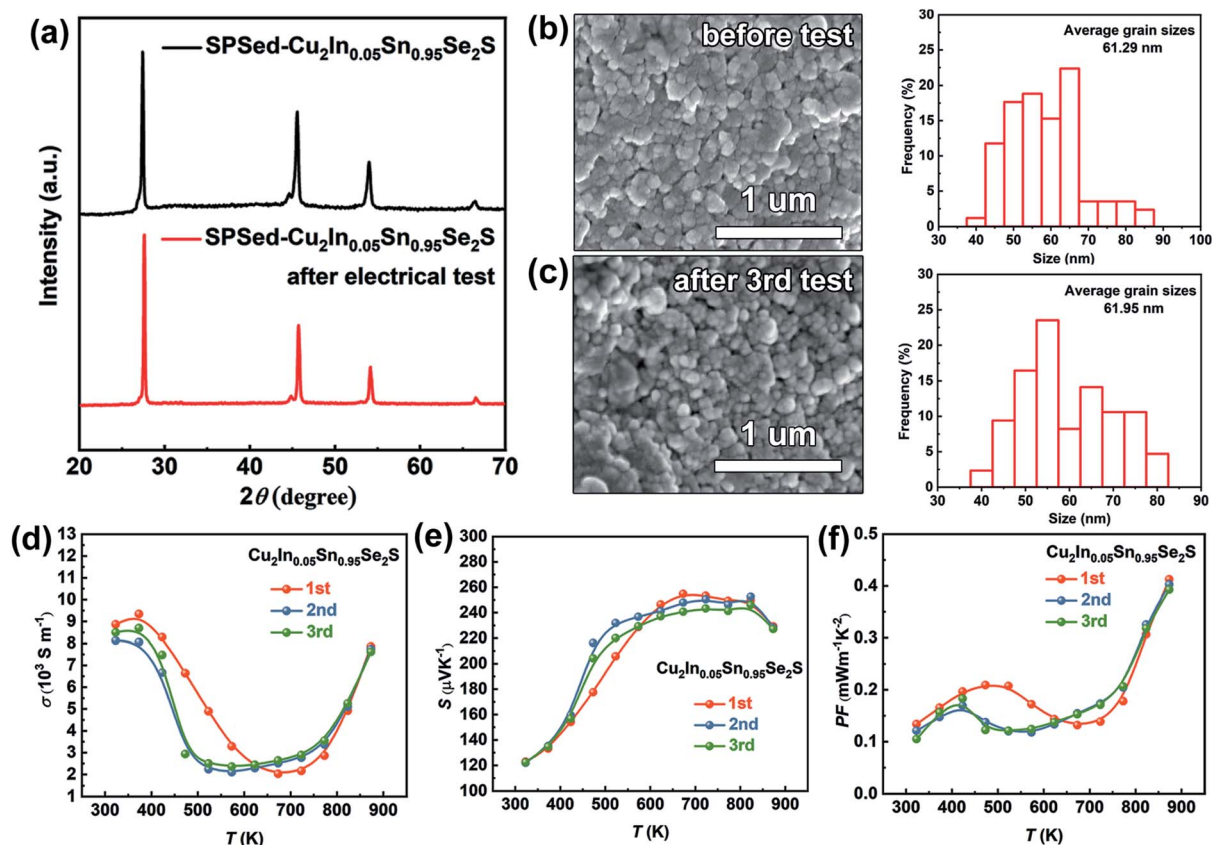 (a)
SPSed-Cu₂In₀.₀₅Sn₀.₉₅Se₂S
SPSed-Cu₂In₀.₀₅Sn₀.₉₅Se₂S
after electrical test
Intensity (a.u.)
20 30 40 50 60 70
2θ (degree)
(b)
before test
1 um
Average grain sizes
61.29 nm
Frequency (%)
30
25
20
15
10
5
0
30 40 50 60 70 80 90 100
Size (nm)
(c)
after 3rd test
1 um
Average grain sizes
61.95 nm
Frequency (%)
30
25
20
15
10
5
0
30 40 50 60 70 80 90
Size (nm)
(d)
Cu₂In₀.₀₅Sn₀.₉₅Se₂S
1st
2nd
3rd
σ (10³ S m⁻¹)
13
12
11
10
9
8
7
6
5
4
3
2
1
300 400 500 600 700 800 900
T (K)
(e)
Cu₂In₀.₀₅Sn₀.₉₅Se₂S
1st
2nd
3rd
S (μVK⁻¹)
300
280
260
240
220
200
180
160
140
120
100
300 400 500 600 700 800 900
T (K)
(f)
Cu₂In₀.₀₅Sn₀.₉₅Se₂S
1st
2nd
3rd
PF (mWm⁻¹K⁻²)
0.5
0.4
0.3
0.2
0.1
0.0
300 400 500 600 700 800 900
T (K)